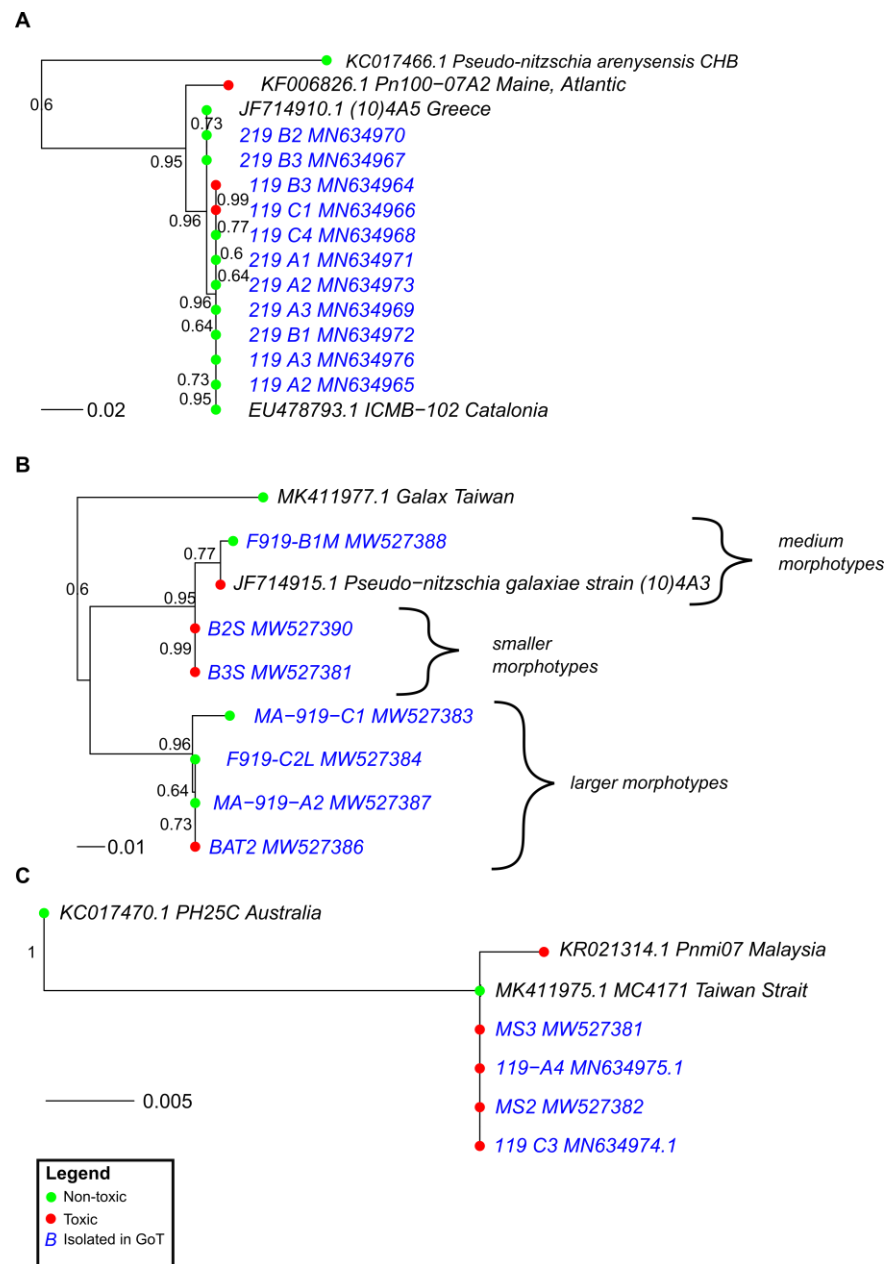 A
KC017466.1 Pseudo-nitzschia arenysensis CHB
KF006826.1 Pn100−07A2 Maine, Atlantic
0.6
JF714910.1 (10)4A5 Greece
0.73
219 B2 MN634970
0.95
219 B3 MN634967
119 B3 MN634964
0.99
119 C1 MN634966
0.96
0.77
119 C4 MN634968
0.6
219 A1 MN634971
0.64
219 A2 MN634973
0.96
219 A3 MN634969
0.64
219 B1 MN634972
119 A3 MN634976
0.73
119 A2 MN634965
0.95
0.02
EU478793.1 ICMB−102 Catalonia
B
MK411977.1 Galax Taiwan
F919-B1M MW527388
medium
morphotypes
0.77
0.6
JF714915.1 Pseudo−nitzschia galaxiae strain (10)4A3
0.95
B2S MW527390
smaller
morphotypes
0.99
B3S MW527381
MA−919−C1 MW527383
0.96
F919-C2L MW527384
larger morphotypes
0.64
MA−919−A2 MW527387
0.73
0.01
BAT2 MW527386
C
KC017470.1 PH25C Australia
1
KR021314.1 Pnmi07 Malaysia
MK411975.1 MC4171 Taiwan Strait
MS3 MW527381
119−A4 MN634975.1
0.005
MS2 MW527382
119 C3 MN634974.1
Legend
Non-toxic
Toxic
B Isolated in GoT